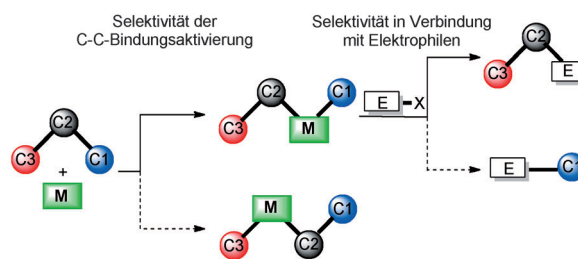 Selektivität der
C-C-Bindungsaktivierung
Selektivität in Verbindung
mit Elektrophilen
C3
C2
C1
+
M
C3
C2
M
C1
E–X
C3
C2
E
E
C1
C3
M
C2
C1